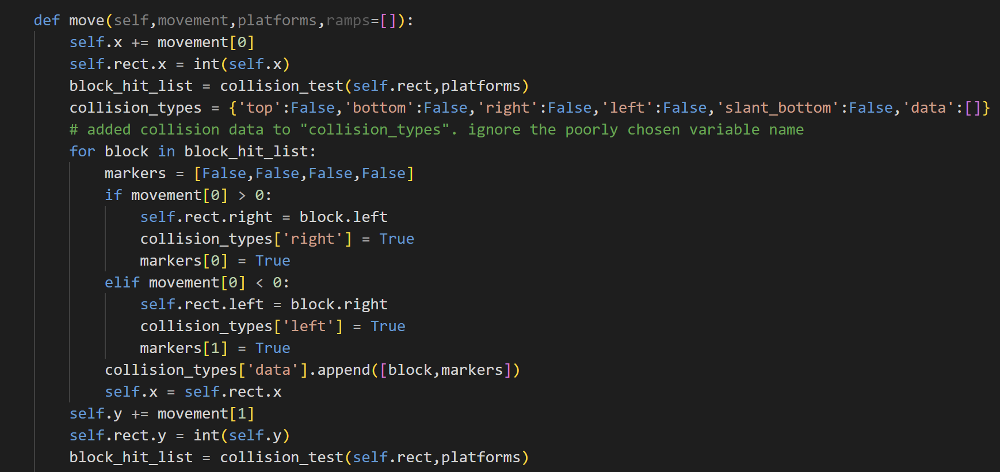 def move(self,movement,platforms,ramps=[]):
    self.x += movement[0]
    self.rect.x = int(self.x)
    block_hit_list = collision_test(self.rect,platforms)
    collision_types = {'top':False,'bottom':False,'right':False,'left':False,'slant_bottom':False,'data':[]}
    # added collision data to "collision_types". ignore the poorly chosen variable name
    for block in block_hit_list:
        markers = [False,False,False,False]
        if movement[0] > 0:
            self.rect.right = block.left
            collision_types['right'] = True
            markers[0] = True
        elif movement[0] < 0:
            self.rect.left = block.right
            collision_types['left'] = True
            markers[1] = True
        collision_types['data'].append([block,markers])
        self.x = self.rect.x
    self.y += movement[1]
    self.rect.y = int(self.y)
    block_hit_list = collision_test(self.rect,platforms)